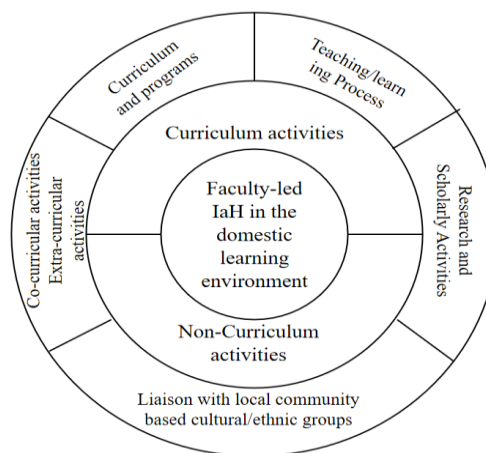 Curriculum
and programs
Teaching/learn
ing Process
Curriculum activities
Faculty-led
IaH in the
domestic
learning
environment
Co-curricular activities
Extra-curricular
activities
Research and
Scholarly Activities
Non-Curriculum
activities
Liaison with local community
based cultural/ethnic groups